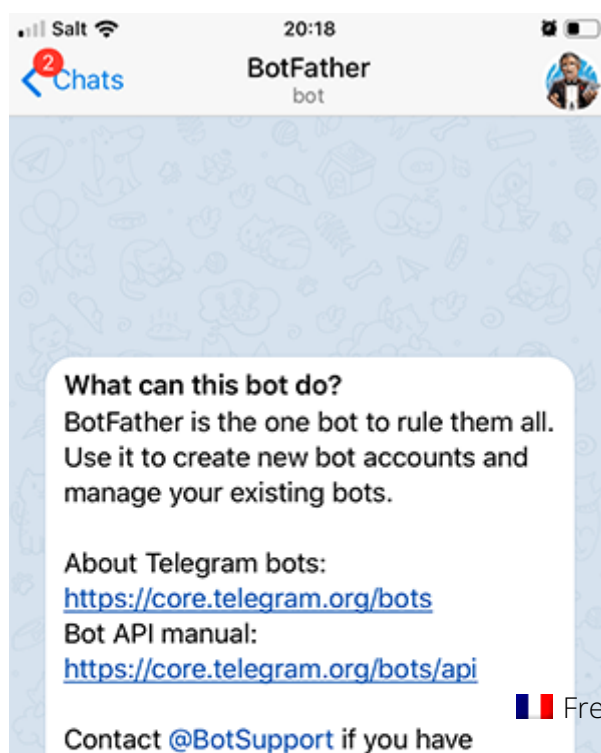 Salt 20:18
2
Chats BotFather
bot
What can this bot do?
BotFather is the one bot to rule them all.
Use it to create new bot accounts and
manage your existing bots.
About Telegram bots:
https://core.telegram.org/bots
Bot API manual:
https://core.telegram.org/bots/api
Fre
Contact @BotSupport if you have